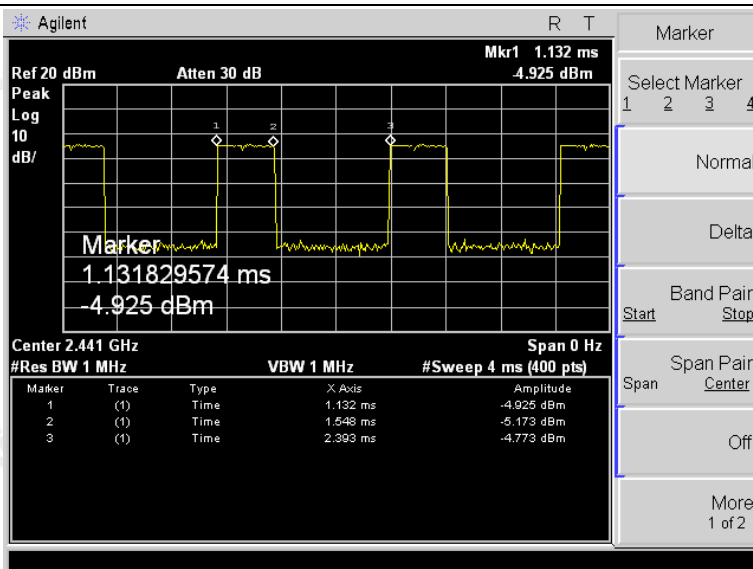 Agilent R T
Mkr1 1.132 ms
Ref 20 dBm Atten 30 dB -4.925 dBm
Peak
Log
10
dB/
1 2 3
Marker
1.131829574 ms
-4.925 dBm
Center 2.441 GHz Span 0 Hz
#Res BW 1 MHz VBW 1 MHz #Sweep 4 ms (400 pts)
Marker Trace Type X Axis Amplitude
1 (1) Time 1.132 ms -4.925 dBm
2 (1) Time 1.548 ms -5.173 dBm
3 (1) Time 2.393 ms -4.773 dBm
Marker
Select Marker
1 2 3 4
Normal
Delta
Band Pair
Start Stop
Span Pair
Span Center
Off
More
1 of 2